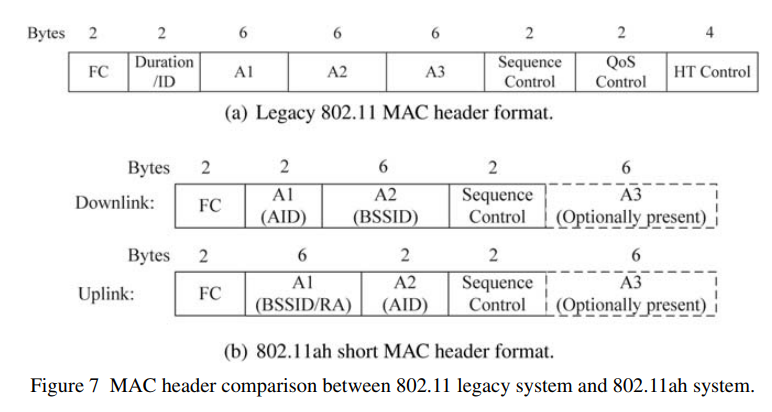 Bytes 2 2 6 6 6 2 2 4
FC Duration /ID A1 A2 A3 Sequence Control QoS Control HT Control
(a) Legacy 802.11 MAC header format.
Bytes 2 2 6 2 6
Downlink: FC A1 (AID) A2 (BSSID) Sequence Control A3 (Optionally present)
Bytes 2 6 2 2 6
Uplink: FC A1 (BSSID/RA) A2 (AID) Sequence Control A3 (Optionally present)
(b) 802.11ah short MAC header format.
Figure 7 MAC header comparison between 802.11 legacy system and 802.11ah system.